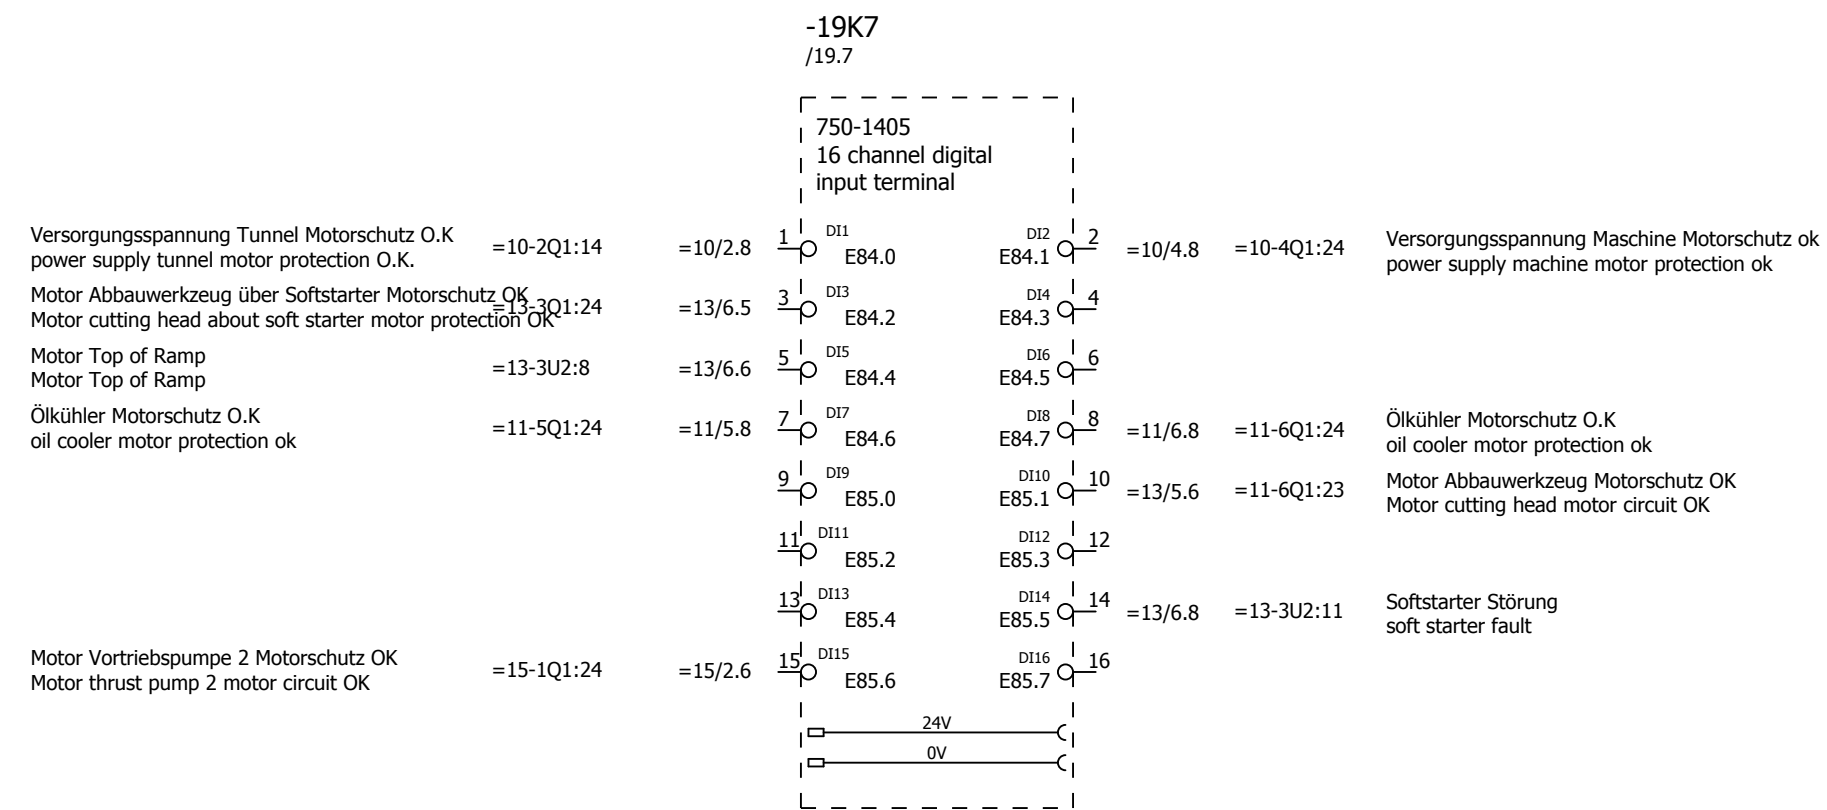 -19K7
/19.7
750-1405
16 channel digital
input terminal
Versorgungsspannung Tunnel Motorschutz O.K
power supply tunnel motor protection O.K.
=10-2Q1:14
=10/2.8
1
DI1
E84.0
DI2
E84.1
2
=10/4.8
=10-4Q1:24
Versorgungsspannung Maschine Motorschutz ok
power supply machine motor protection ok
Motor Abbauwerkzeug über Softstarter Motorschutz OK
Motor cutting head about soft starter motor protection OK
=13-3Q1:24
=13/6.5
3
DI3
E84.2
DI4
E84.3
4
Motor Top of Ramp
Motor Top of Ramp
=13-3U2:8
=13/6.6
5
DI5
E84.4
DI6
E84.5
6
Ölkühler Motorschutz O.K
oil cooler motor protection ok
=11-5Q1:24
=11/5.8
7
DI7
E84.6
DI8
E84.7
8
=11/6.8
=11-6Q1:24
Ölkühler Motorschutz O.K
oil cooler motor protection ok
9
DI9
E85.0
DI10
E85.1
10
=13/5.6
=11-6Q1:23
Motor Abbauwerkzeug Motorschutz OK
Motor cutting head motor circuit OK
11
DI11
E85.2
DI12
E85.3
12
13
DI13
E85.4
DI14
E85.5
14
=13/6.8
=13-3U2:11
Softstarter Störung
soft starter fault
Motor Vortriebspumpe 2 Motorschutz OK
Motor thrust pump 2 motor circuit OK
=15-1Q1:24
=15/2.6
15
DI15
E85.6
DI16
E85.7
16
24V
0V